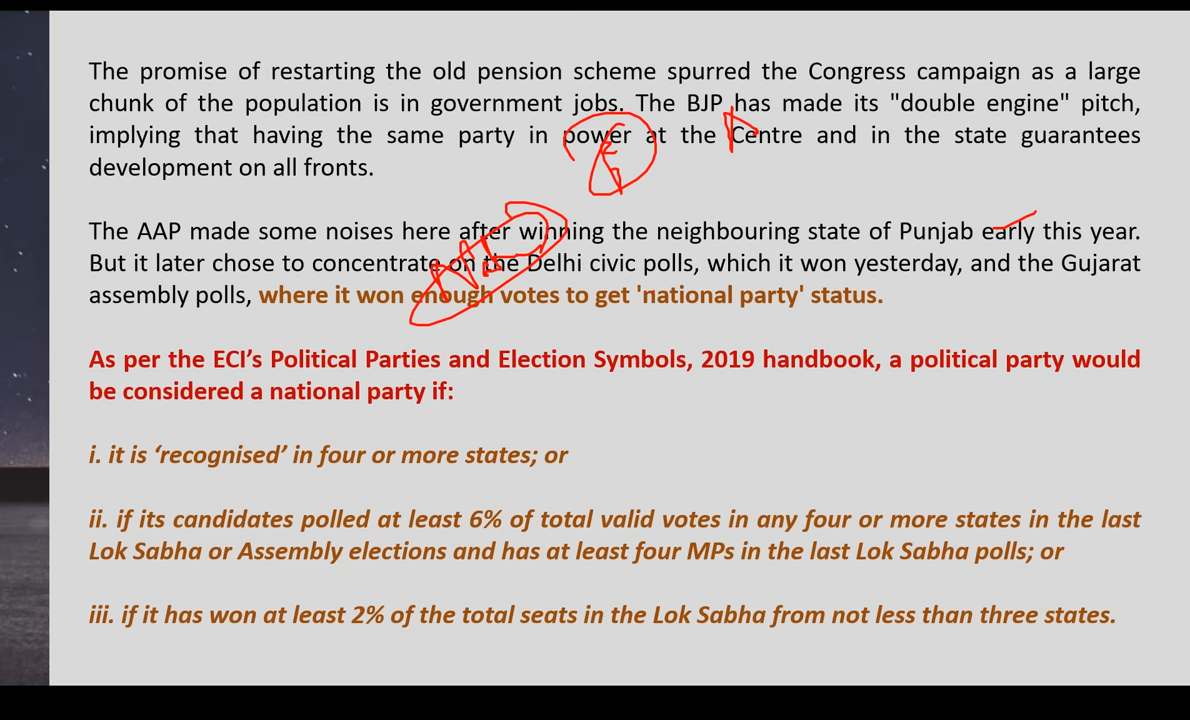 The promise of restarting the old pension scheme spurred the Congress campaign as a large
chunk of the population is in government jobs. The BJP has made its "double engine" pitch,
implying that having the same party in power at the Centre and in the state guarantees
development on all fronts.
The AAP made some noises here after winning the neighbouring state of Punjab early this year.
But it later chose to concentrate on the Delhi civic polls, which it won yesterday, and the Gujarat
assembly polls, where it won enough votes to get 'national party' status.
As per the ECI’s Political Parties and Election Symbols, 2019 handbook, a political party would
be considered a national party if:
i. it is ‘recognised’ in four or more states; or
ii. if its candidates polled at least 6% of total valid votes in any four or more states in the last
Lok Sabha or Assembly elections and has at least four MPs in the last Lok Sabha polls; or
iii. if it has won at least 2% of the total seats in the Lok Sabha from not less than three states.